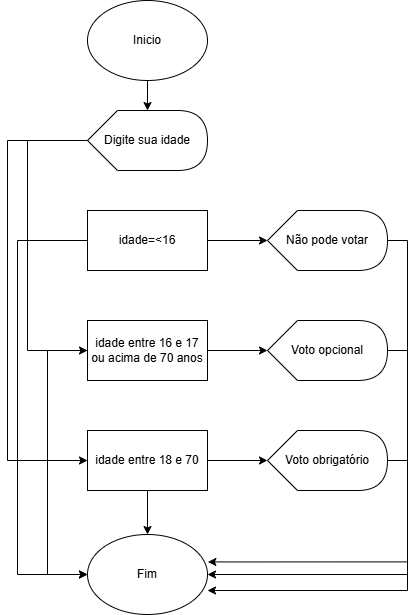 Inicio
Digite sua idade
idade=<16
Não pode votar
idade entre 16 e 17
ou acima de 70 anos
Voto opcional
idade entre 18 e 70
Voto obrigatório
Fim